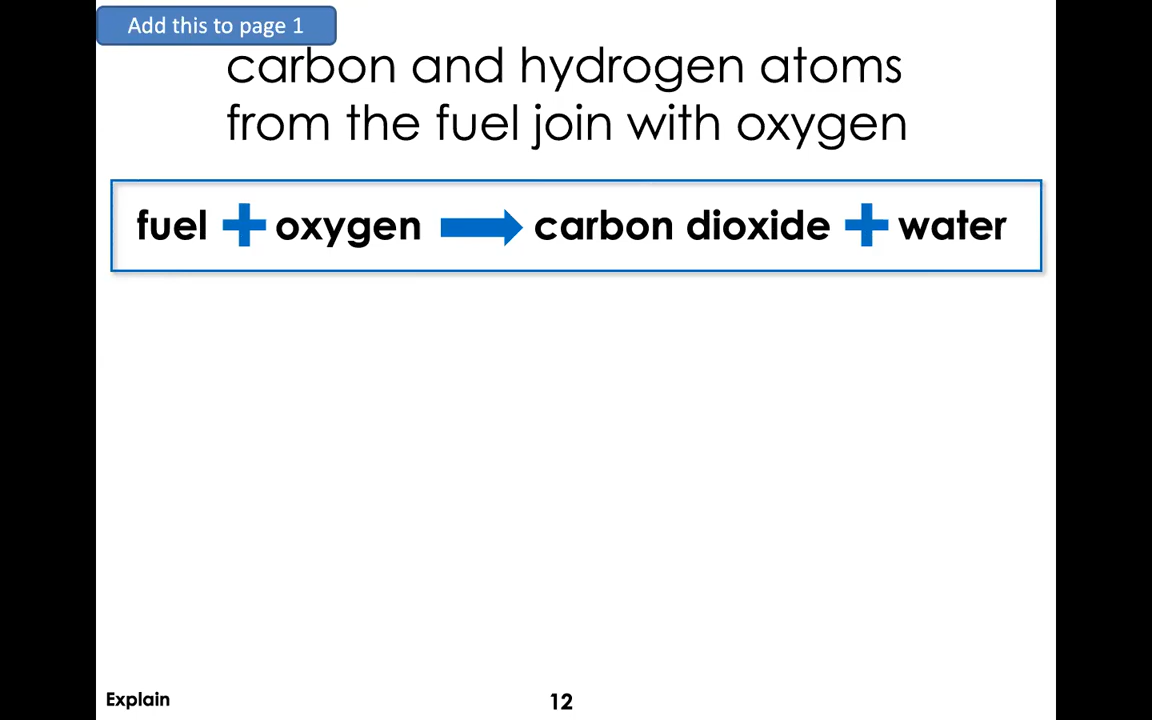 Add this to page 1
carbon and hydrogen atoms
from the fuel join with oxygen
fuel + oxygen → carbon dioxide + water
Explain
12